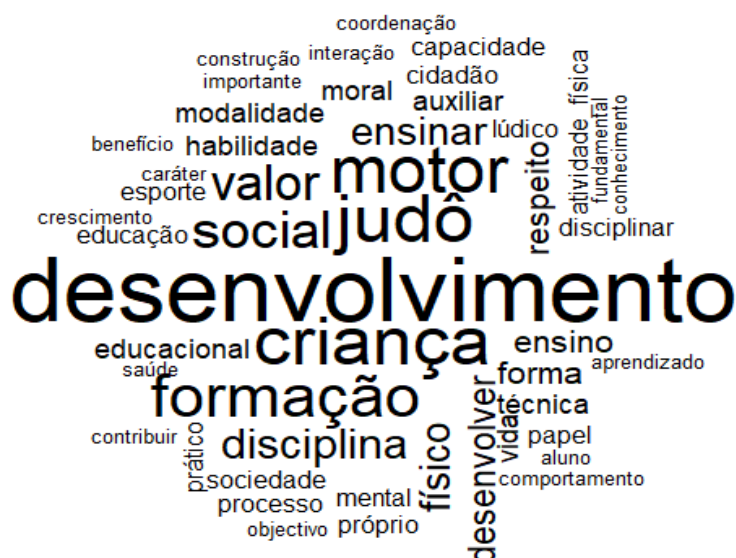 coordenação
construção
interação
capacidade
importante
cidadão
moral
auxiliar
modalidade
ensinar
lúdico
benefício
habilidade
motor
caráter
esporte
valor
respeito
atividade física
fundamental
conhecimento
crescimento
educação
social
judô
disciplinar
desenvolvimento
educacional
criança
ensino
saúde
aprendizado
formação
forma
técnica
contribuir
prático
disciplina
físico
desenvolver
vida
papel
aluno
sociedade
comportamento
processo
mental
objectivo
próprio